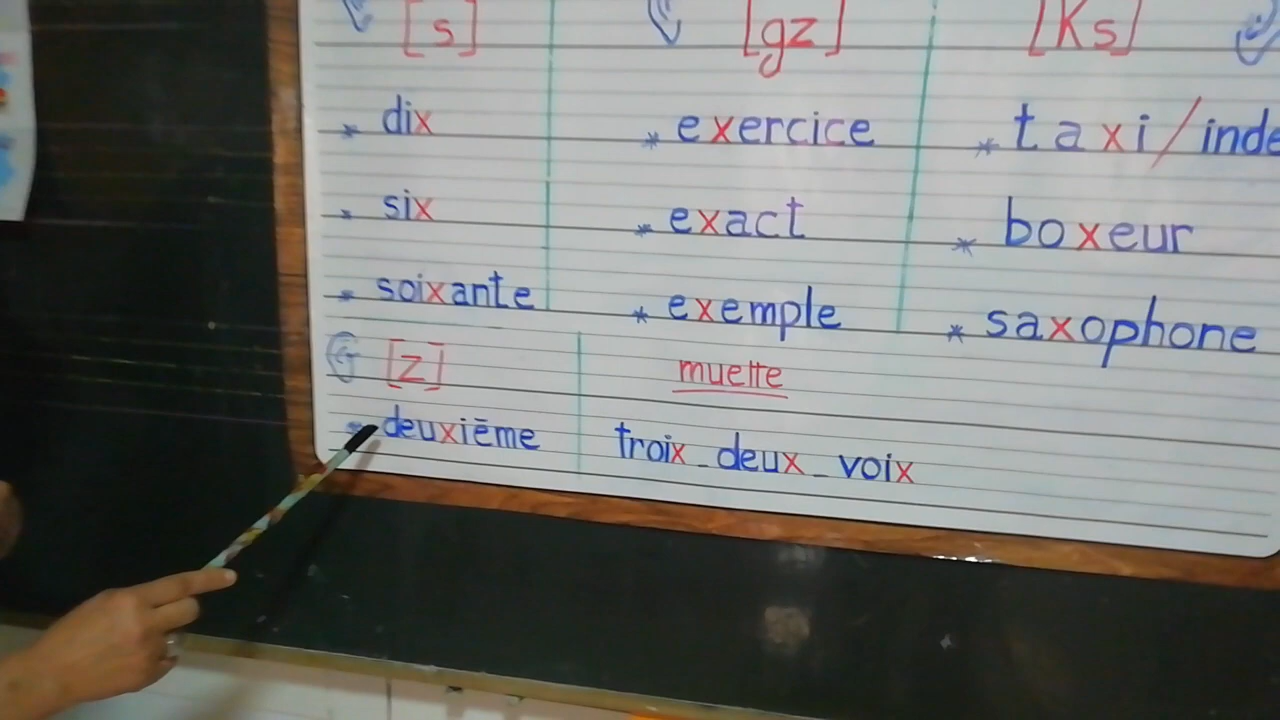 [s] [gz] [Ks]
* dix * exercice * taxi / inde
* six * exact * boxeur
* soixante * exemple * saxophone
[z] muette
* deuxième troix - deux - voix